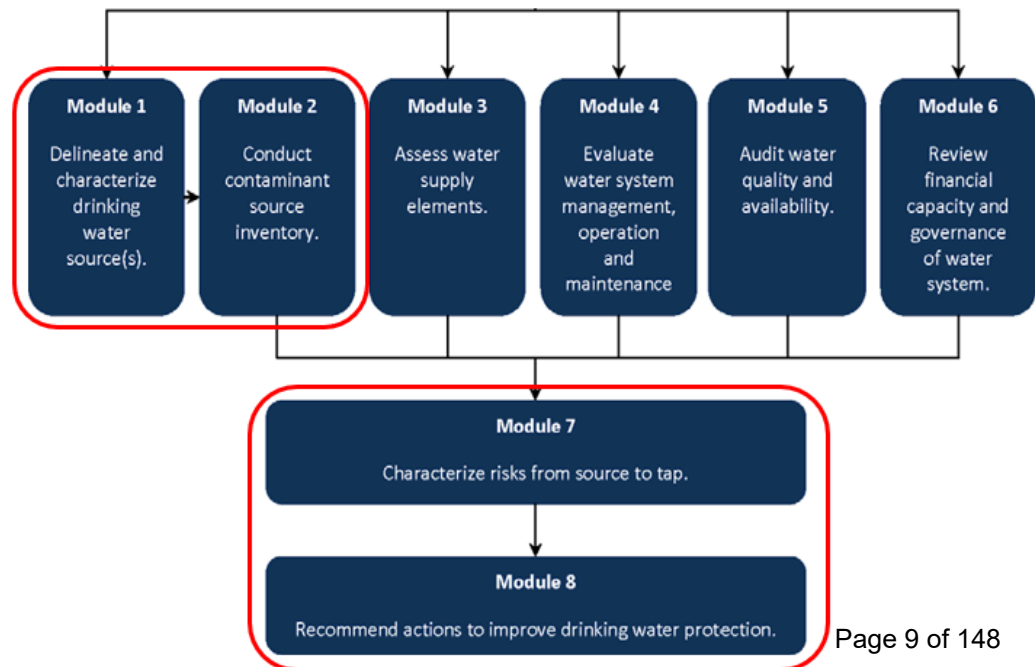 Module 1
Delineate and
characterize
drinking
water
source(s).
Module 2
Conduct
contaminant
source
inventory.
Module 3
Assess water
supply
elements.
Module 4
Evaluate
water system
management,
operation
and
maintenance
Module 5
Audit water
quality and
availability.
Module 6
Review
financial
capacity and
governance
of water
system.
Module 7
Characterize risks from source to tap.
Module 8
Recommend actions to improve drinking water protection.
Page 9 of 148